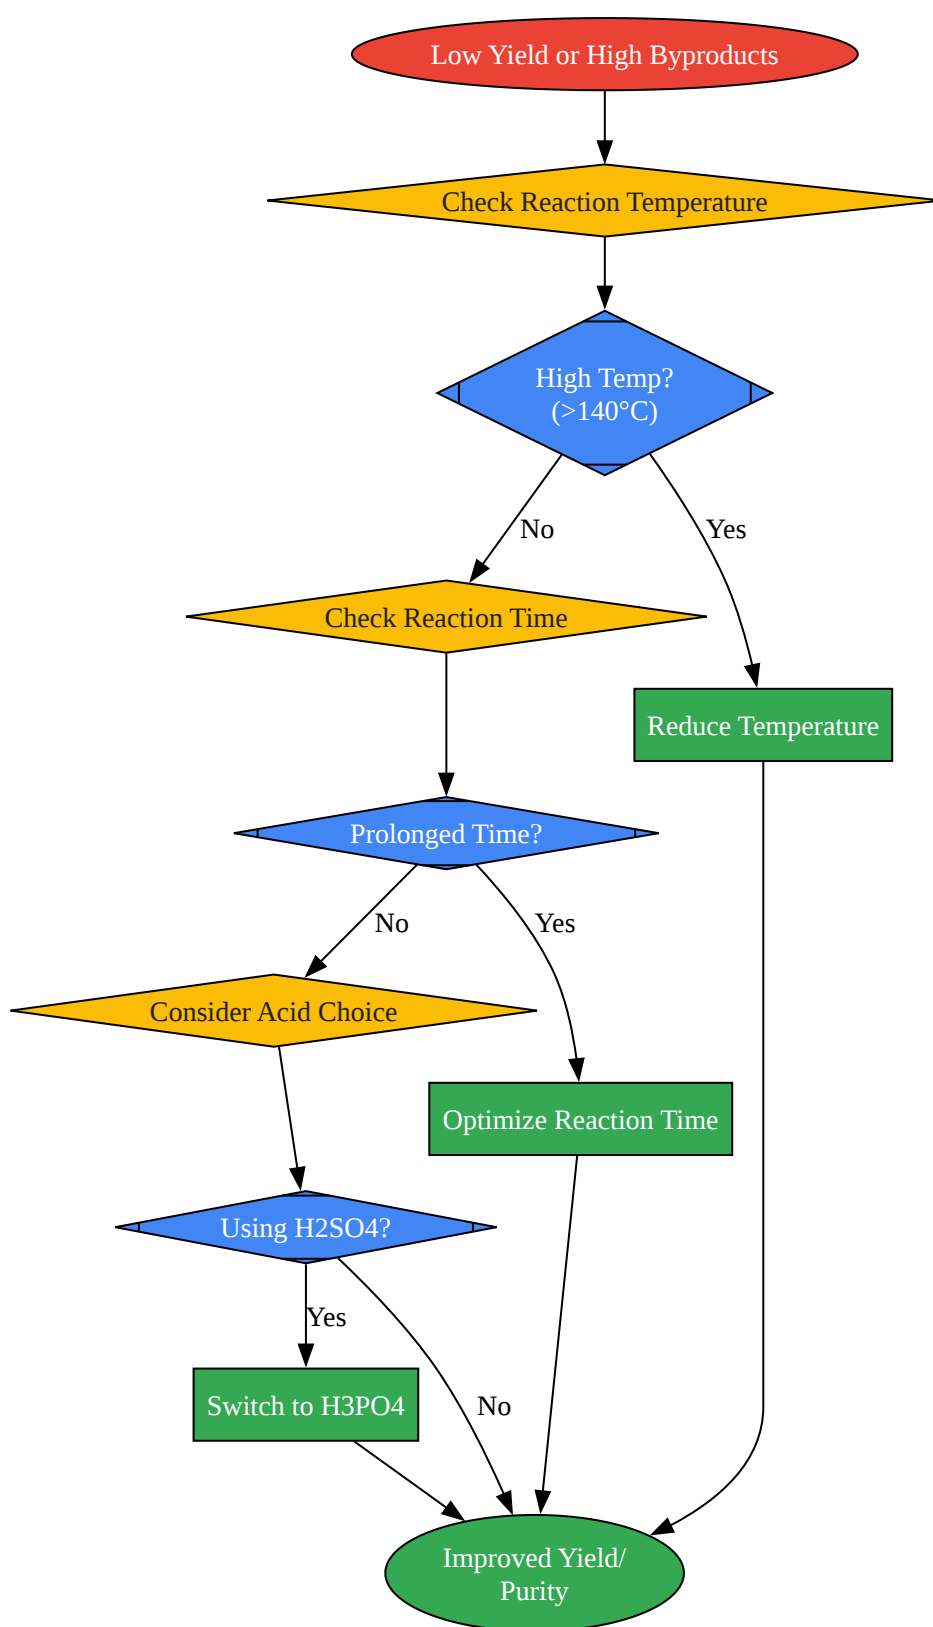 Low Yield or High Byproducts
Check Reaction Temperature
High Temp?
(>140°C)
No
Yes
Check Reaction Time
Reduce Temperature
Prolonged Time?
No
Yes
Consider Acid Choice
Optimize Reaction Time
Using H2SO4?
Yes
Switch to H3PO4
No
Improved Yield/
Purity